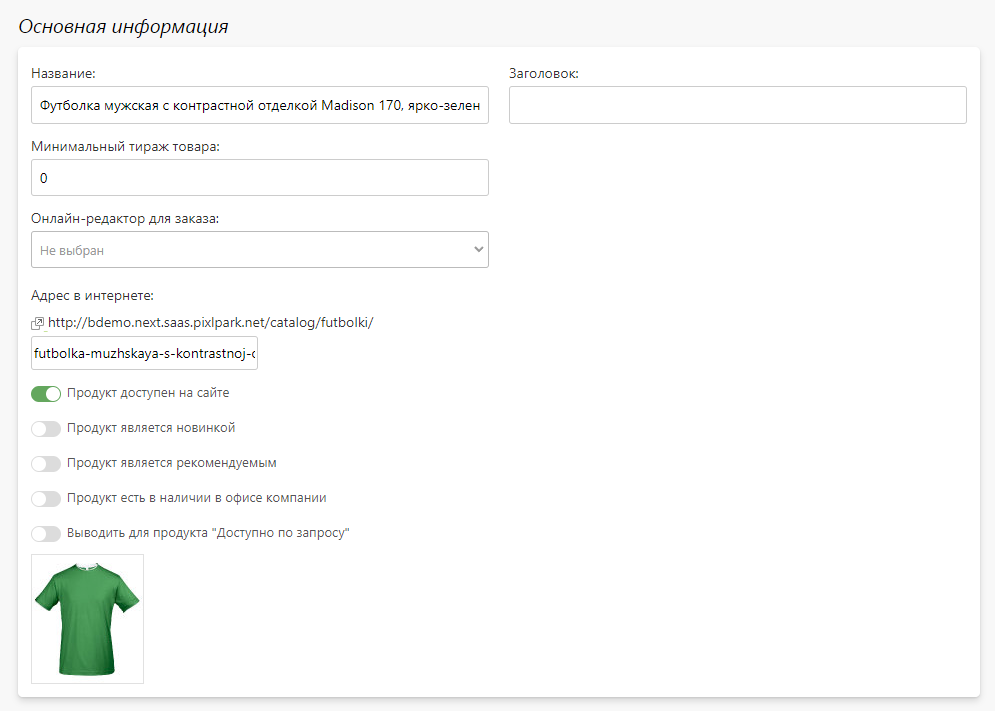 Основная информация
Название:
Футболка мужская с контрастной отделкой Madison 170, ярко-зелен
Заголовок:
Минимальный тираж товара:
0
Онлайн-редактор для заказа:
Не выбран
Адрес в интернете:
http://bdemo.next.saas.pixlpark.net/catalog/futbolki/
futbolka-muzhskaya-s-kontrastnoj-o
Продукт доступен на сайте
Продукт является новинкой
Продукт является рекомендуемым
Продукт есть в наличии в офисе компании
Выводить для продукта "Доступно по запросу"